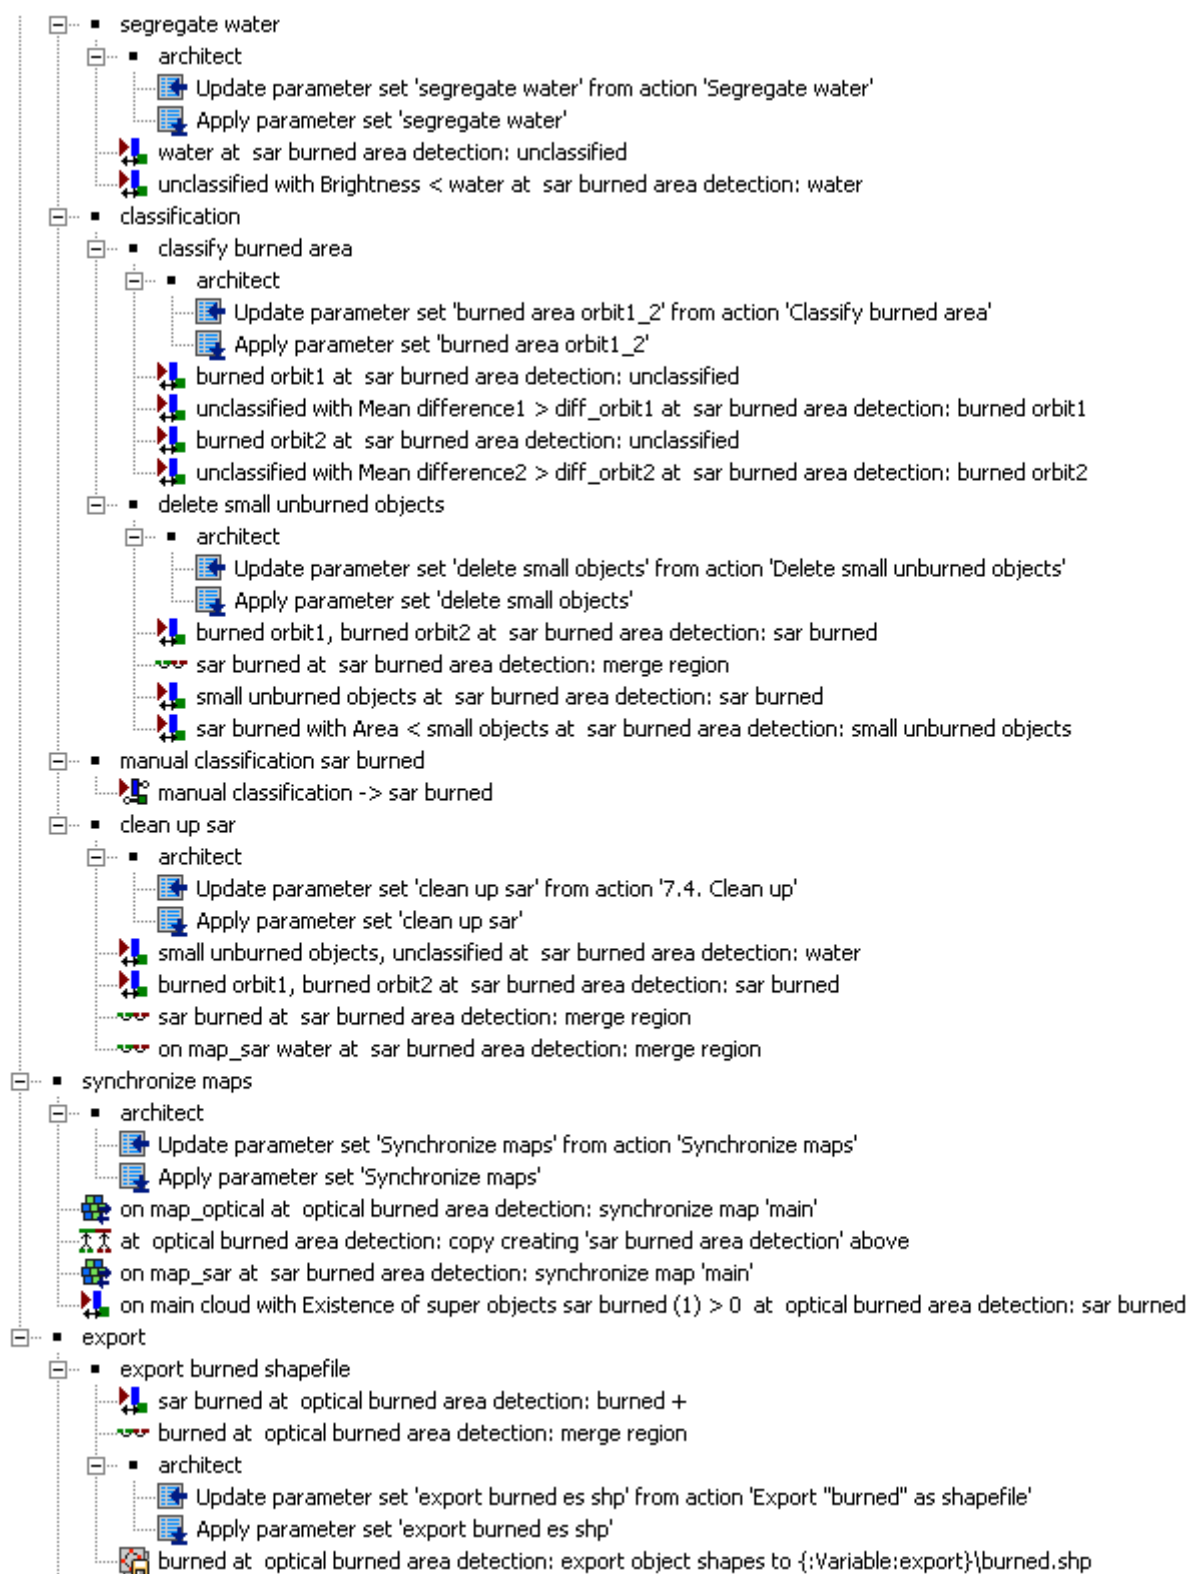 segregate water
architect
Update parameter set 'segregate water' from action 'Segregate water'
Apply parameter set 'segregate water'
water at  sar burned area detection: unclassified
unclassified with Brightness < water at  sar burned area detection: water
classification
classify burned area
architect
Update parameter set 'burned area orbit1_2' from action 'Classify burned area'
Apply parameter set 'burned area orbit1_2'
burned orbit1 at  sar burned area detection: unclassified
unclassified with Mean difference1 > diff_orbit1 at  sar burned area detection: burned orbit1
burned orbit2 at  sar burned area detection: unclassified
unclassified with Mean difference2 > diff_orbit2 at  sar burned area detection: burned orbit2
delete small unburned objects
architect
Update parameter set 'delete small objects' from action 'Delete small unburned objects'
Apply parameter set 'delete small objects'
burned orbit1, burned orbit2 at  sar burned area detection: sar burned
sar burned at  sar burned area detection: merge region
small unburned objects at  sar burned area detection: sar burned
sar burned with Area < small objects at  sar burned area detection: small unburned objects
manual classification sar burned
manual classification -> sar burned
clean up sar
architect
Update parameter set 'clean up sar' from action '7.4. Clean up'
Apply parameter set 'clean up sar'
small unburned objects, unclassified at  sar burned area detection: water
burned orbit1, burned orbit2 at  sar burned area detection: sar burned
sar burned at  sar burned area detection: merge region
on map_sar water at  sar burned area detection: merge region
synchronize maps
architect
Update parameter set 'Synchronize maps' from action 'Synchronize maps'
Apply parameter set 'Synchronize maps'
on map_optical at  optical burned area detection: synchronize map 'main'
at  optical burned area detection: copy creating 'sar burned area detection' above
on map_sar at  sar burned area detection: synchronize map 'main'
on main cloud with Existence of super objects sar burned (1) > 0  at  optical burned area detection: sar burned
export
export burned shapefile
sar burned at  optical burned area detection: burned +
burned at  optical burned area detection: merge region
architect
Update parameter set 'export burned es shp' from action 'Export "burned" as shapefile'
Apply parameter set 'export burned es shp'
burned at  optical burned area detection: export object shapes to {:Variable:export}\burned.shp